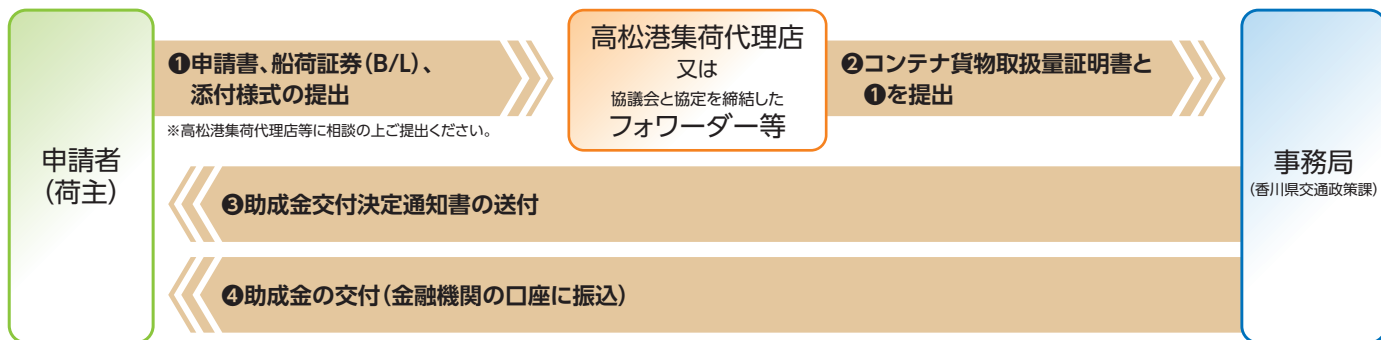 申請者
(荷主)
❶申請書、船荷証券(B/L)、
添付様式の提出
※高松港集荷代理店等に相談の上ご提出ください。
高松港集荷代理店
又は
協議会と協定を締結した
フォワーダー等
❷コンテナ貨物取扱量証明書と
❶を提出
事務局
(香川県交通政策課)
❸助成金交付決定通知書の送付
❹助成金の交付(金融機関の口座に振込)